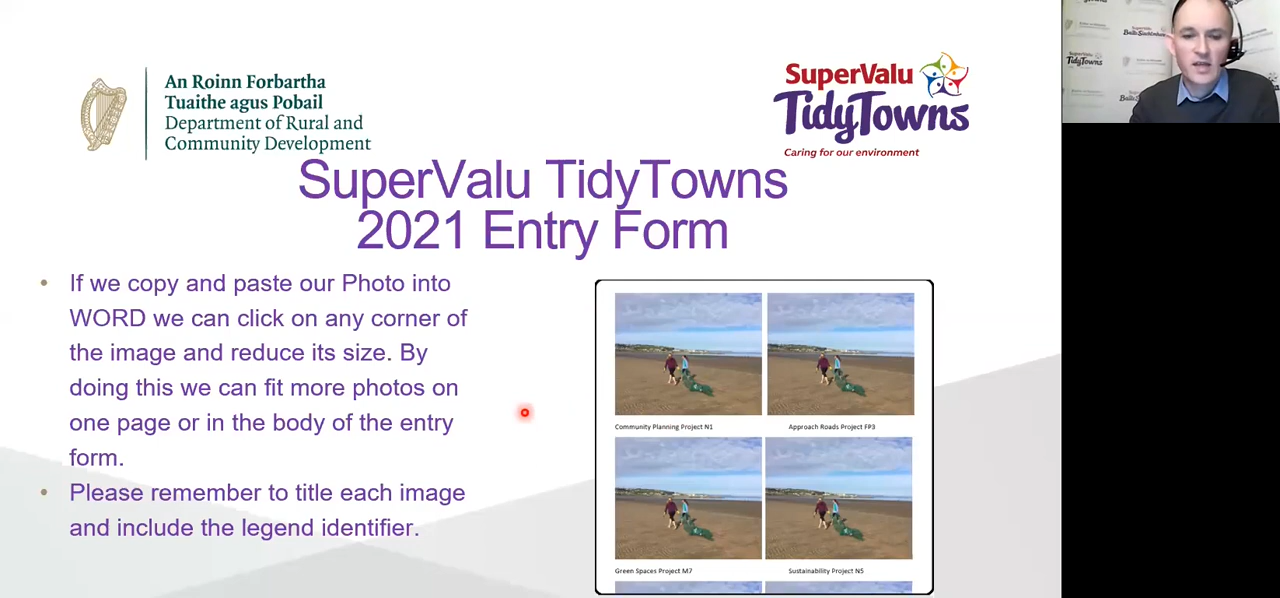 An Roinn Forbartha
Tuaithe agus Pobail
Department of Rural and
Community Development
SuperValu
TidyTowns
Caring for our environment
SuperValu TidyTowns
2021 Entry Form
• If we copy and paste our Photo into
WORD we can click on any corner of
the image and reduce its size. By
doing this we can fit more photos on
one page or in the body of the entry
form.
• Please remember to title each image
and include the legend identifier.
Community Planning Project N1
Approach Roads Project FP3
Green Spaces Project M7
Sustainability Project N5
SuperValu
TidyTowns